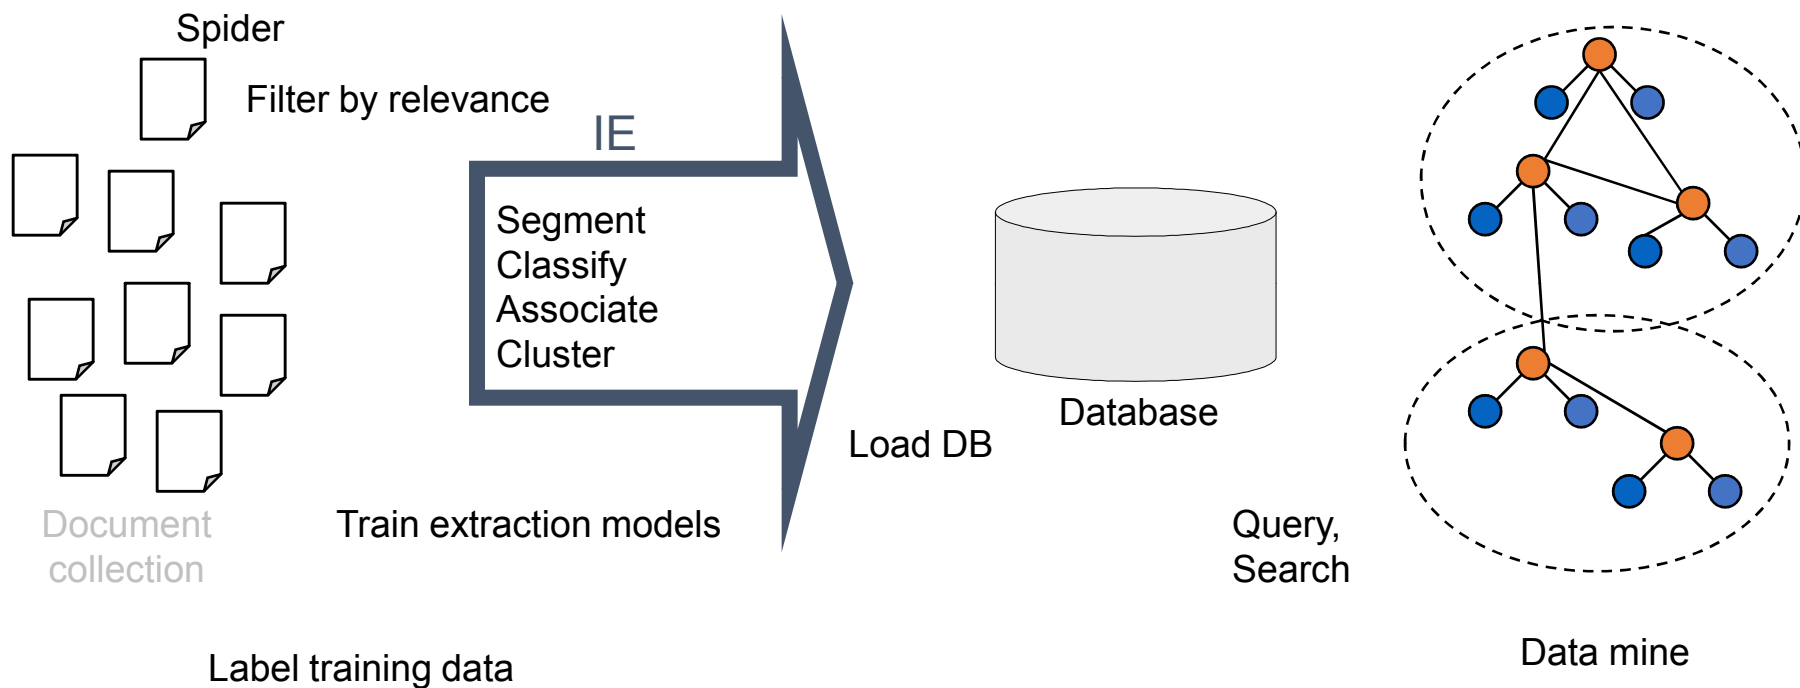 Spider
Filter by relevance
IE
Segment
Classify
Associate
Cluster
Database
Load DB
Document
collection
Train extraction models
Query,
Search
Label training data
Data mine